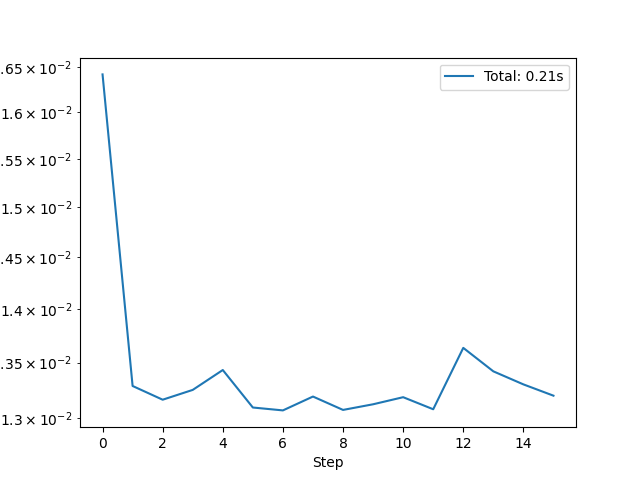 Total: 0.21s
.65 × 10⁻²
1.6 × 10⁻²
.55 × 10⁻²
1.5 × 10⁻²
.45 × 10⁻²
1.4 × 10⁻²
.35 × 10⁻²
1.3 × 10⁻²
0 2 4 6 8 10 12 14
Step